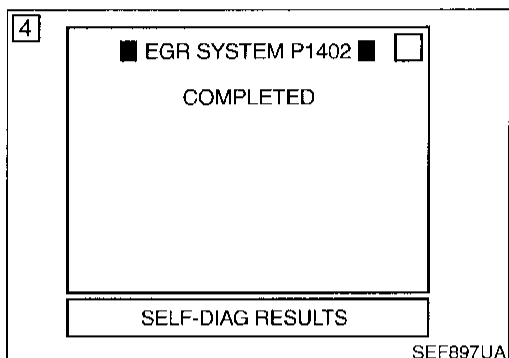 4
■ EGR SYSTEM P1402 ■
COMPLETED
SELF-DIAG RESULTS
SEF897UA